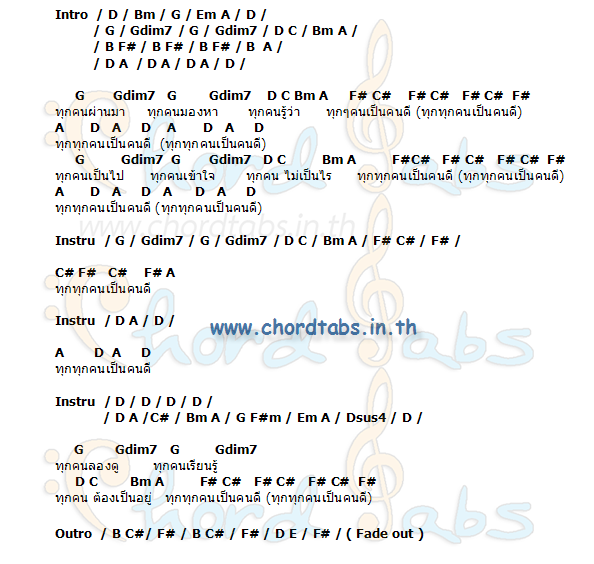 Intro / D / Bm / G / Em A / D /
/ G / Gdim7 / G / Gdim7 / D C / Bm A /
/ B F# / B F# / B F# / B A /
/ D A / D A / D A / D /
G Gdim7 G Gdim7 D C Bm A F# C# F# C# F# C# F#
ทุกคนผ่านมา ทุกคนมองหา ทุกคนรู้ว่า ทุกๆคนเป็นคนดี (ทุกทุกคนเป็นคนดี)
A D A D A D A D
ทุกทุกคนเป็นคนดี (ทุกทุกคนเป็นคนดี)
G Gdim7 G Gdim7 D C Bm A F#C# F# C# F# C# F#
ทุกคนเป็นไป ทุกคนเข้าใจ ทุกคน ไม่เป็นไร ทุกทุกคนเป็นคนดี (ทุกทุกคนเป็นคนดี)
A D A D A D A D
ทุกทุกคนเป็นคนดี (ทุกทุกคนเป็นคนดี)
www.chordtabs.in.th
Instru / G / Gdim7 / G / Gdim7 / D C / Bm A / F# C# / F# /
C# F# C# F# A
ทุกทุกคนเป็นคนดี
Instru / D A / D /
www.chordtabs.in.th
hord Tabs
A D A D
ทุกทุกคนเป็นคนดี
Instru / D / D / D / D /
/ D A /C# / Bm A / G F#m / Em A / Dsus4 / D /
G Gdim7 G Gdim7
ทุกคนลองดู ทุกคนเรียนรู้
D C Bm A F# C# F# C# F# C# F#
ทุกคน ต้องเป็นอยู่ ทุกทุกคนเป็นคนดี (ทุกทุกคนเป็นคนดี)
Outro / B C#/ F# / B C# / F# / D E / F# / ( Fade out )